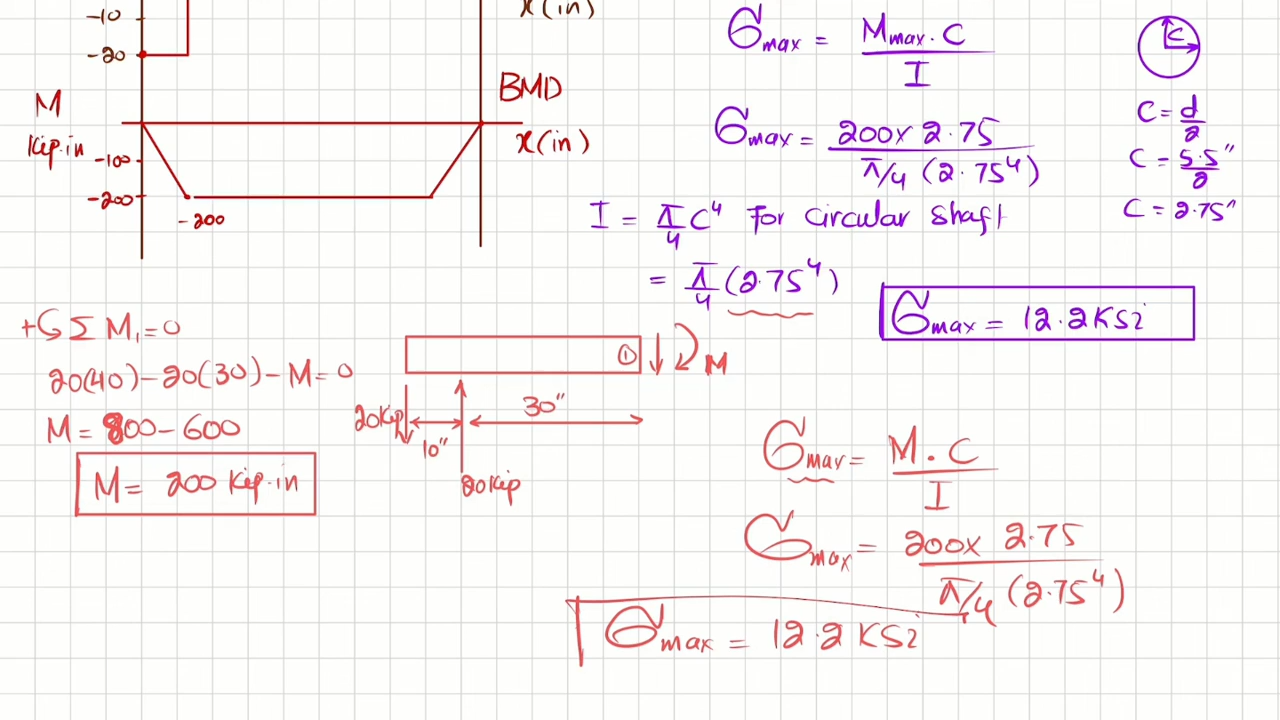 x(in)
-10
-20
M
Kip.in
-100
-200
-200
BMD
x(in)
σmax = Mmax. C / I
σmax = 200x 2.75 / π/4 (2.75⁴)
I = π/4 C⁴ for circular shaft
= π/4 (2.75⁴)
σmax = 12.2 KSi
C
C = d/2
C = 5.5"/2
C = 2.75"
+↺ Σ M₁ = 0
20(40) - 20(30) - M = 0
M = 800 - 600
M = 200 Kip.in
①
M
20Kip
10"
30"
20Kip
σmax = M . C / I
σmax = 200x 2.75 / π/4 (2.75⁴)
σmax = 12.2 KSi